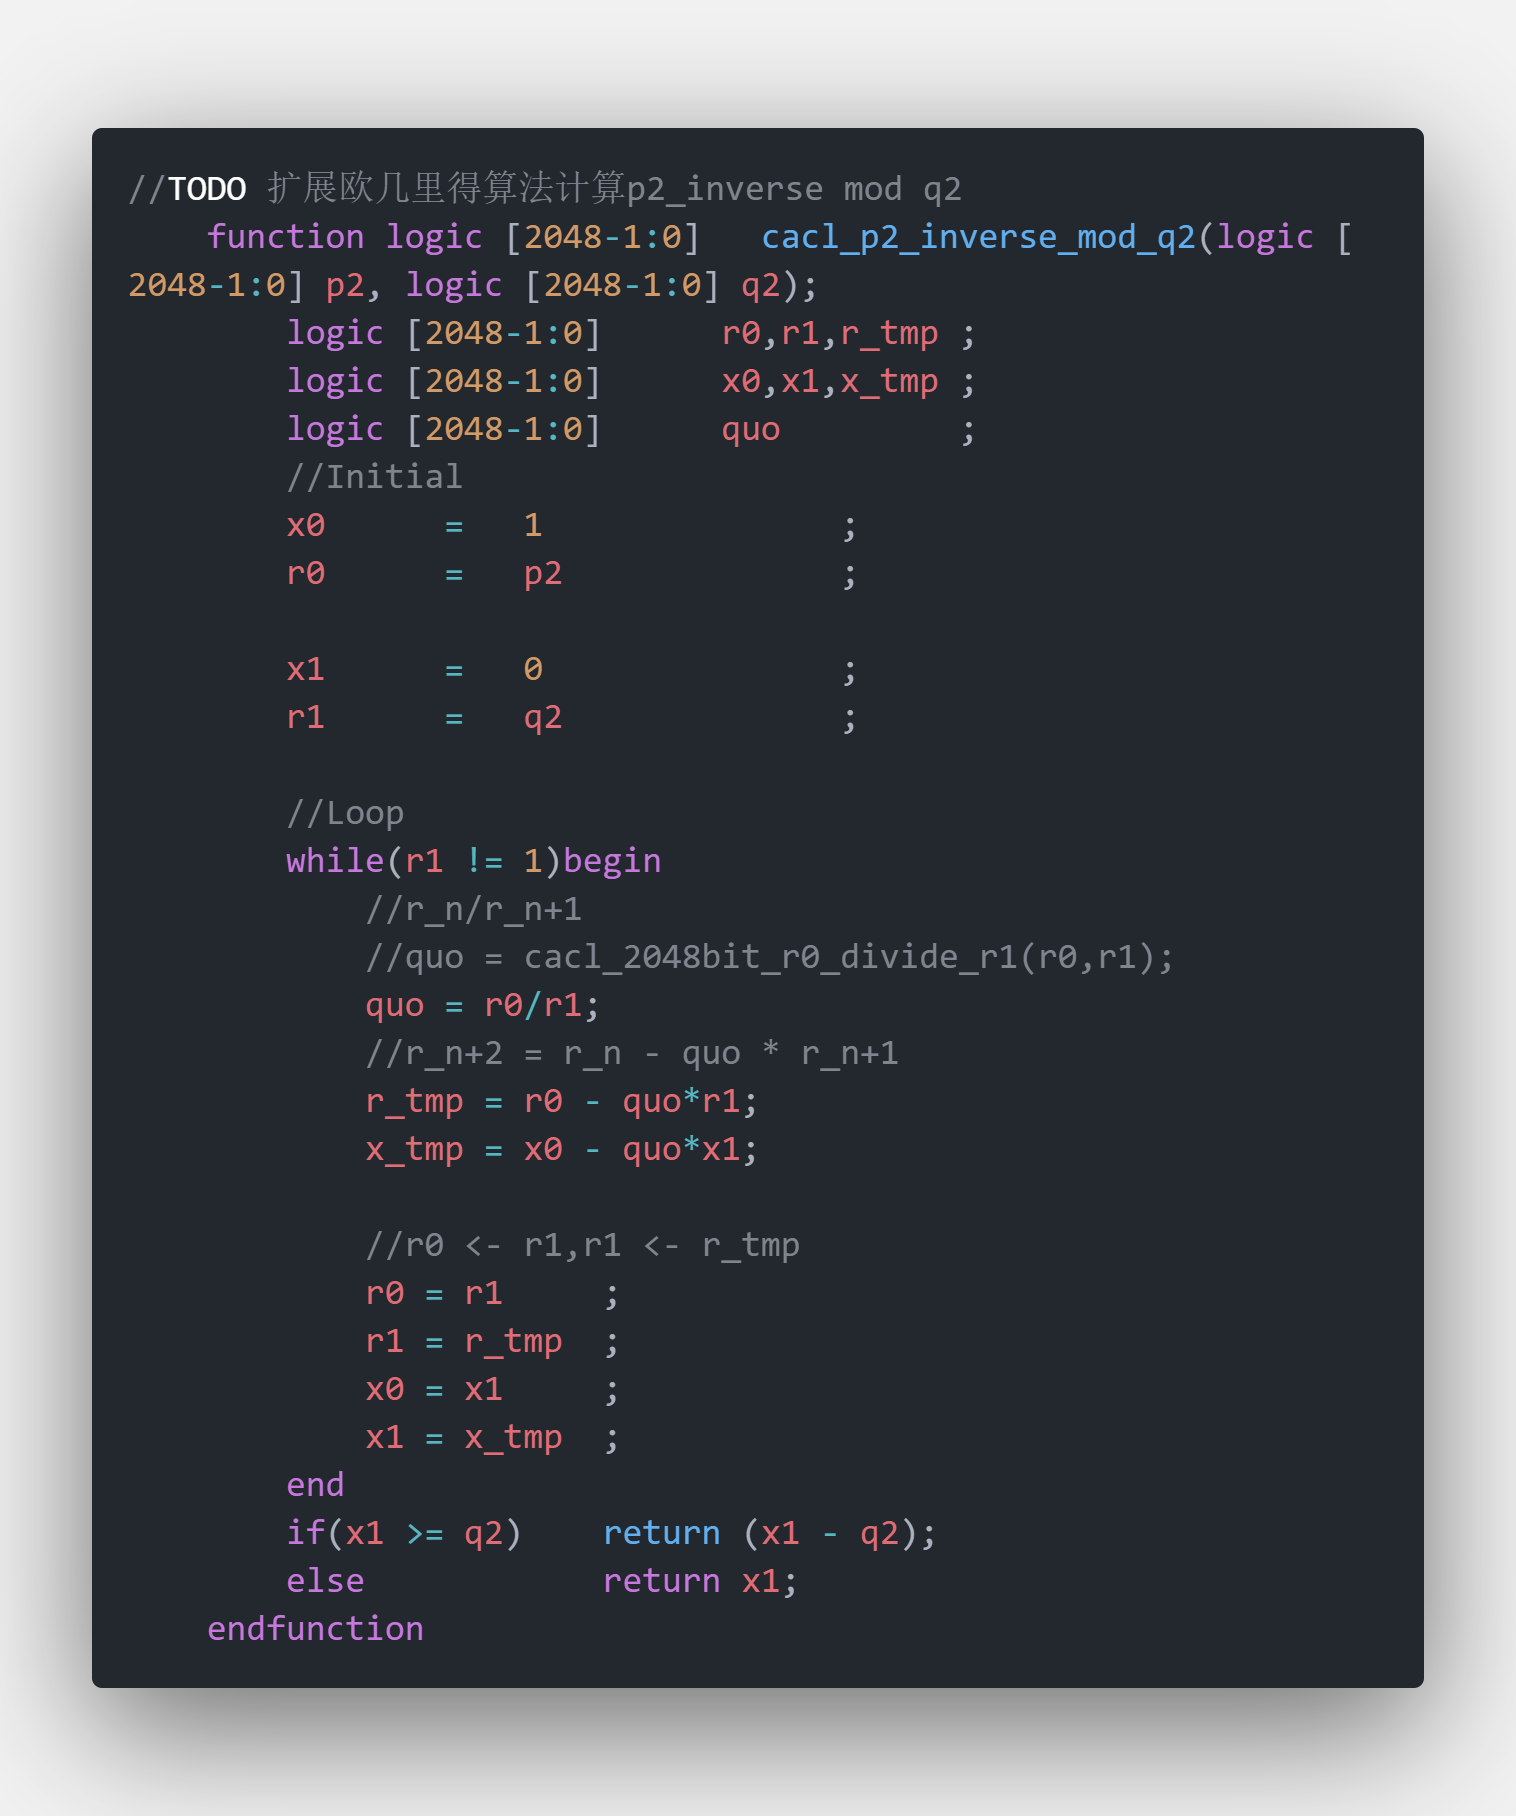 //TODO 扩展欧几里得算法计算p2_inverse mod q2
    function logic [2048-1:0]   cacl_p2_inverse_mod_q2(logic [
2048-1:0] p2, logic [2048-1:0] q2);
        logic [2048-1:0]      r0,r1,r_tmp ;
        logic [2048-1:0]      x0,x1,x_tmp ;
        logic [2048-1:0]      quo         ;
        //Initial
        x0      =   1               ;
        r0      =   p2              ;

        x1      =   0               ;
        r1      =   q2              ;

        //Loop
        while(r1 != 1)begin
            //r_n/r_n+1
            //quo = cacl_2048bit_r0_divide_r1(r0,r1);
            quo = r0/r1;
            //r_n+2 = r_n - quo * r_n+1
            r_tmp = r0 - quo*r1;
            x_tmp = x0 - quo*x1;

            //r0 <- r1,r1 <- r_tmp
            r0 = r1     ;
            r1 = r_tmp  ;
            x0 = x1     ;
            x1 = x_tmp  ;
        end
        if(x1 >= q2)    return (x1 - q2);
        else            return x1;
    endfunction